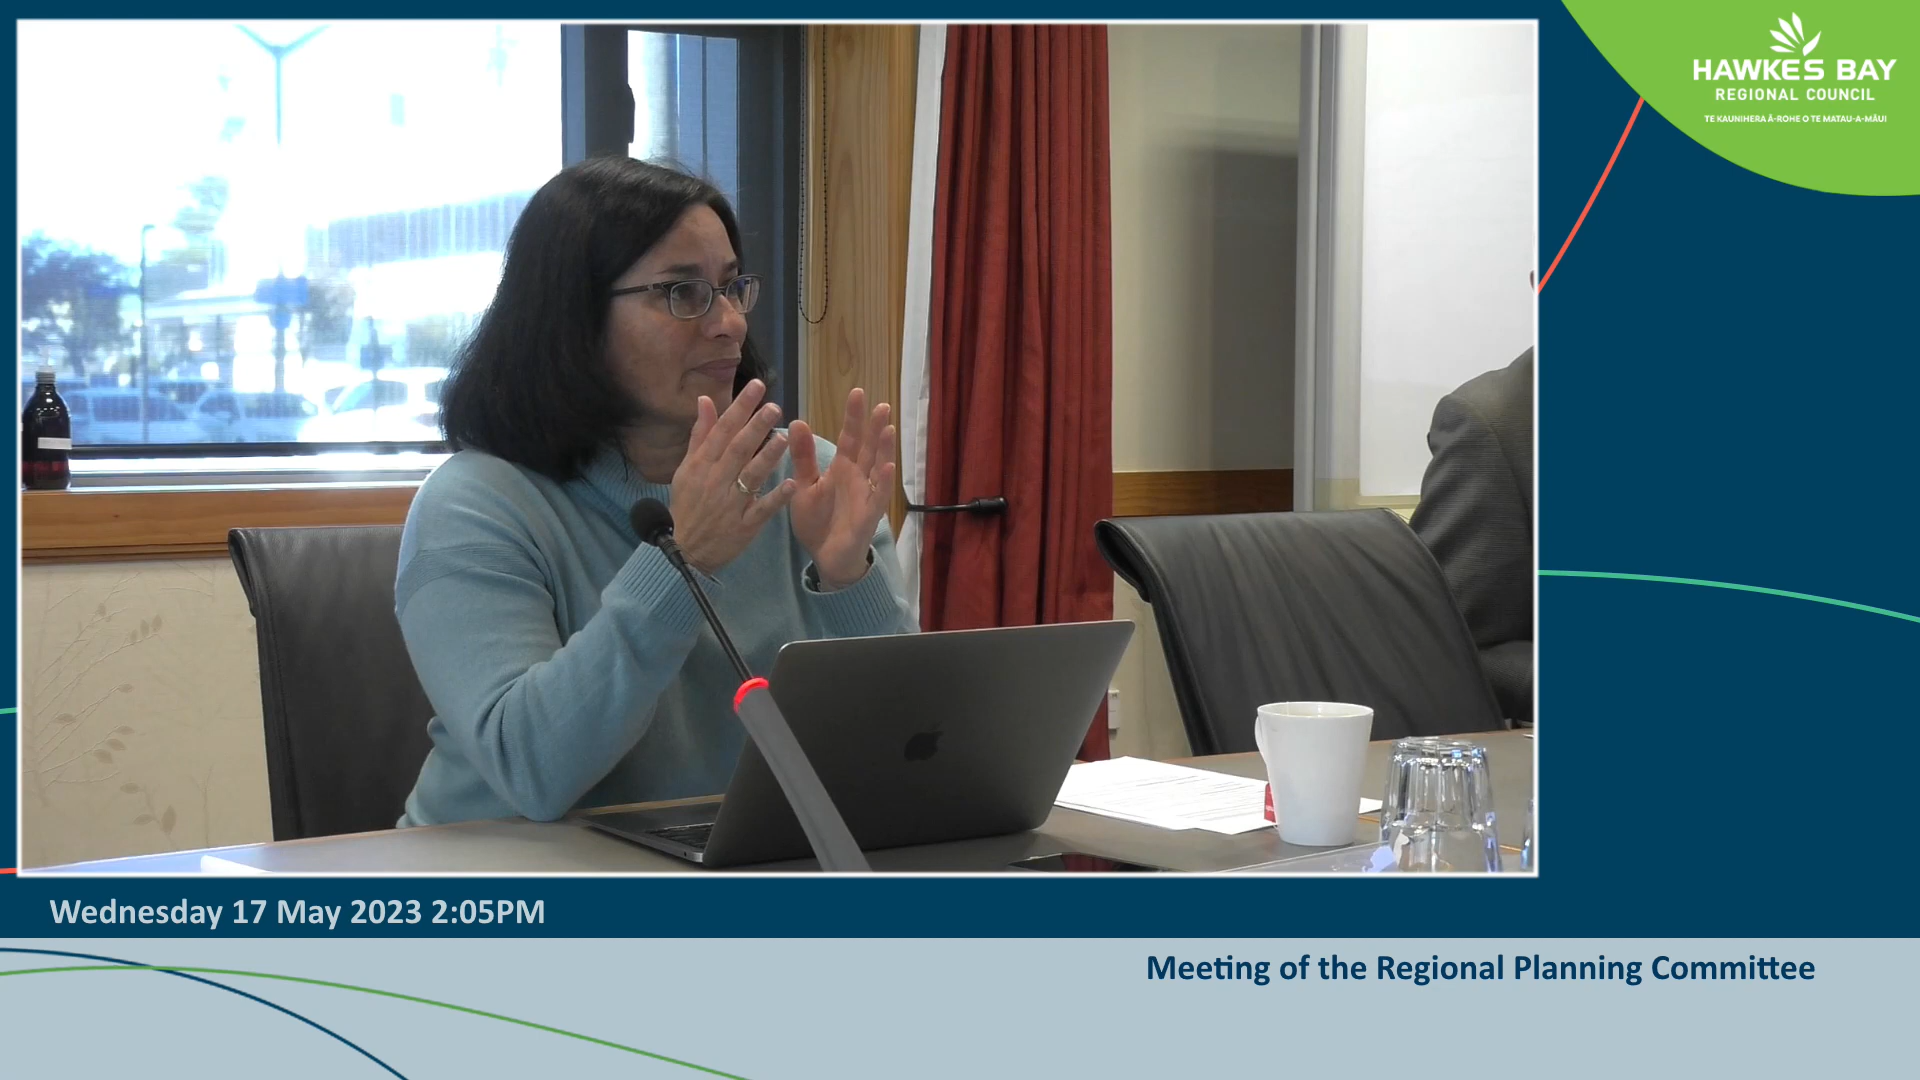 HAWKE'S BAY
REGIONAL COUNCIL
TE KAUNIHERA Ā-ROHE O TE MATAU-A-MĀUI
Wednesday 17 May 2023 2:05PM
Meeting of the Regional Planning Committee